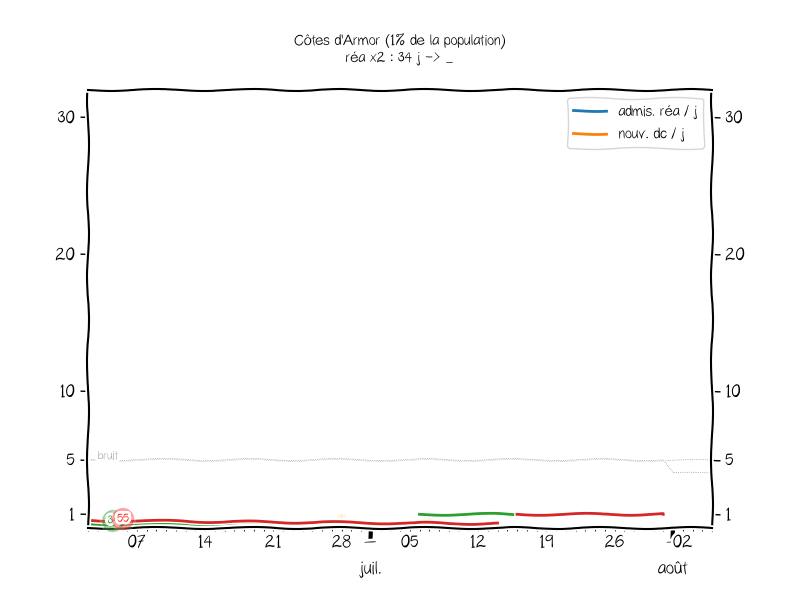 Côtes d'Armor (1% de la population)
réa x2 : 34 j -> _
admis. réa / j
nouv. dc / j
30
30
20
20
10
10
bruit
5
5
55
1
1
07 14 21 28 05 12 19 26 02
juil. août